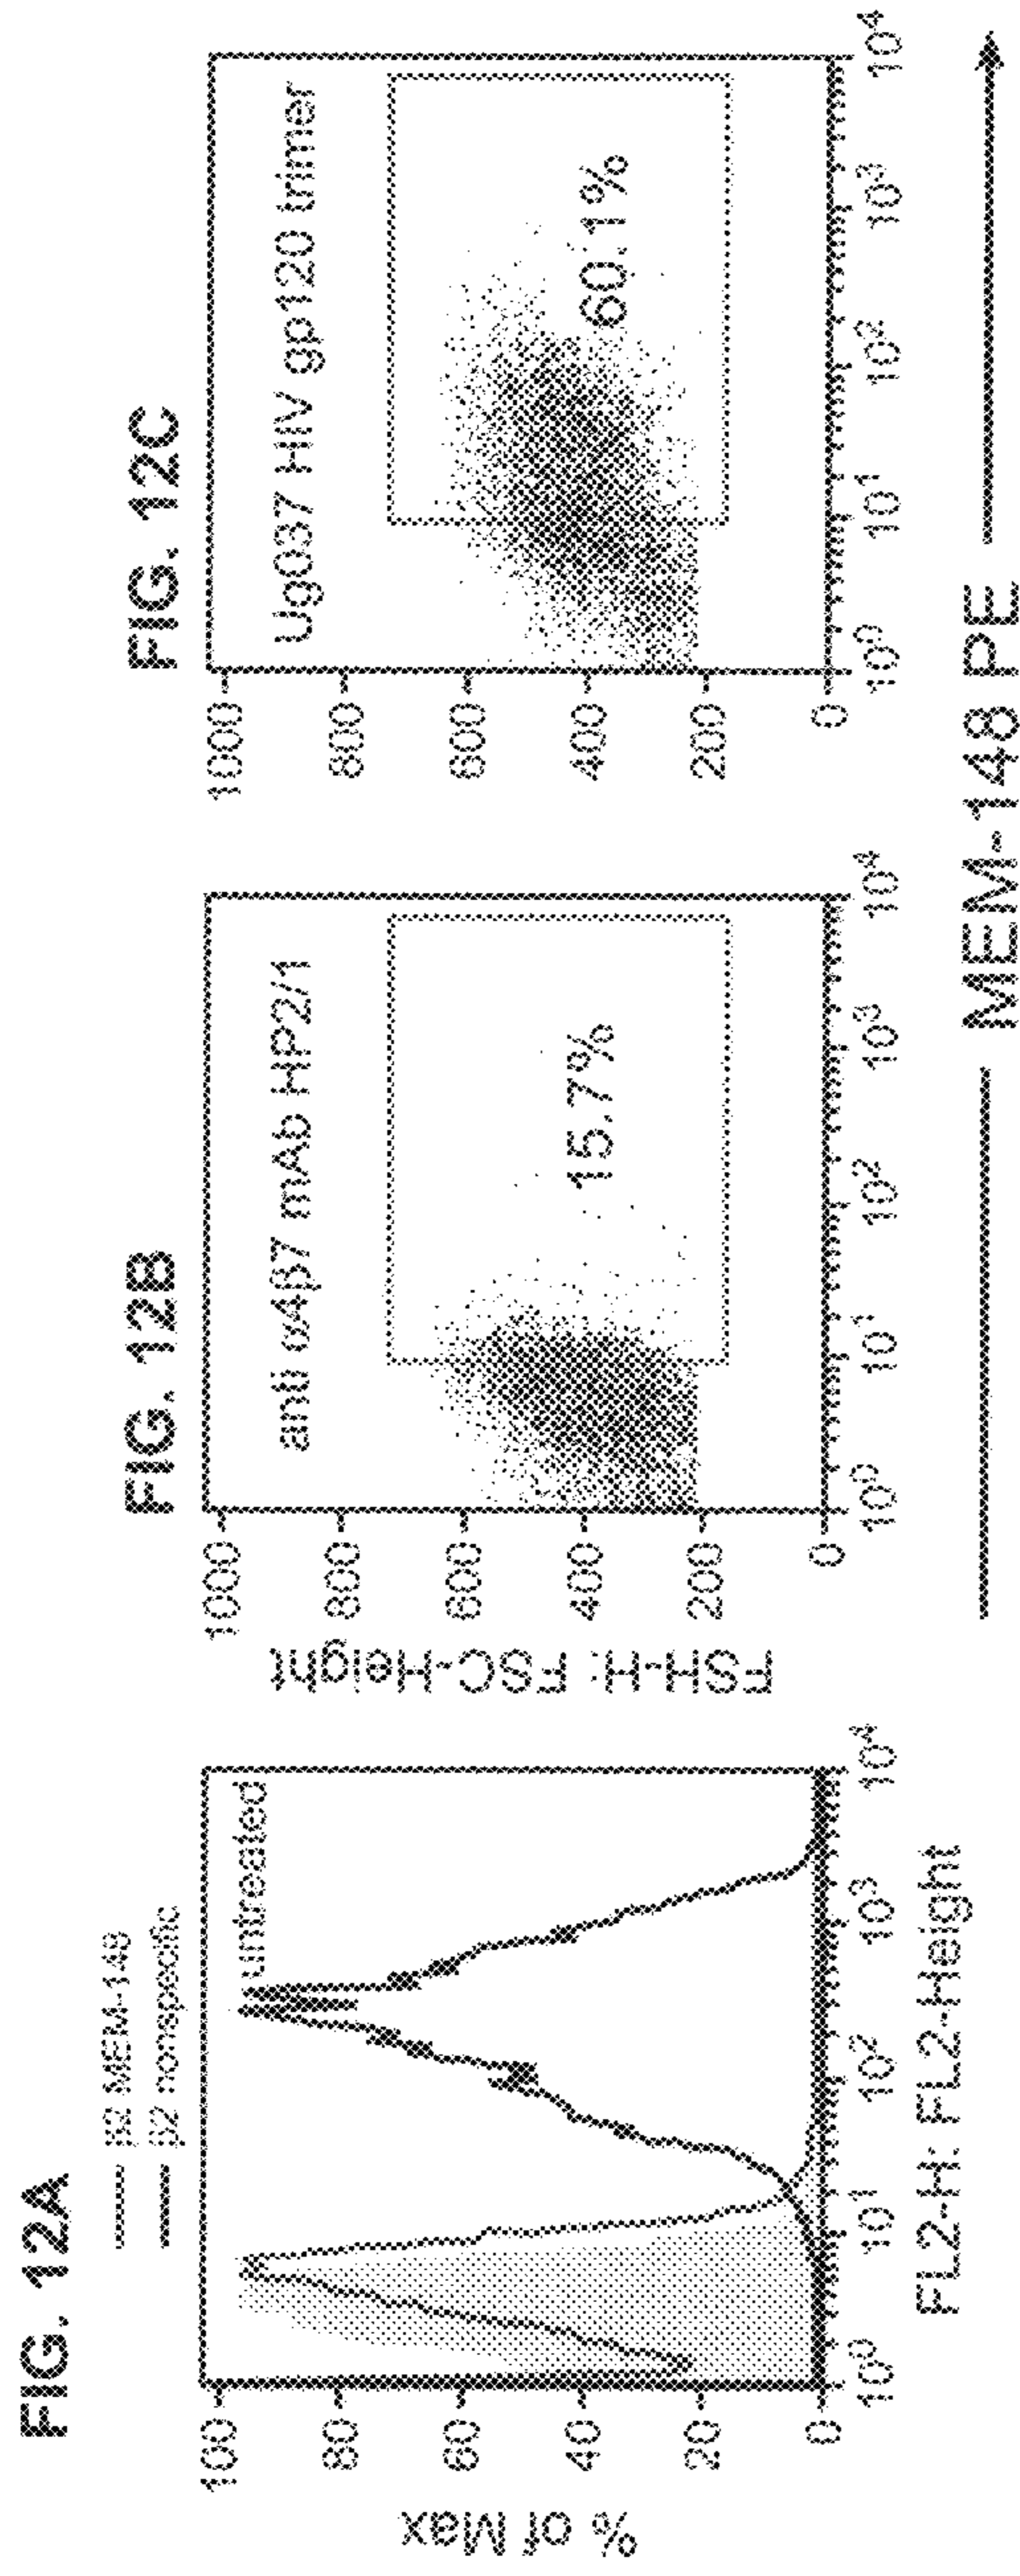 FIG. 12A
β2 MEM-148
β2 nonspecific
untreated
100
80
60
40
20
0
% of Max
10⁰
10¹
10²
10³
10⁴
FL2-H: FL2-Height
FIG. 12B
anti α4β7 mAb HP2/1
15.7%
1000
800
600
400
200
0
FSH-H: FSC-Height
10⁰
10¹
10²
10³
10⁴
FIG. 12C
Ug037 HIV gp120 trimer
60.1%
1000
800
600
400
200
0
10⁰
10¹
10²
10³
10⁴
MEM-148 PE